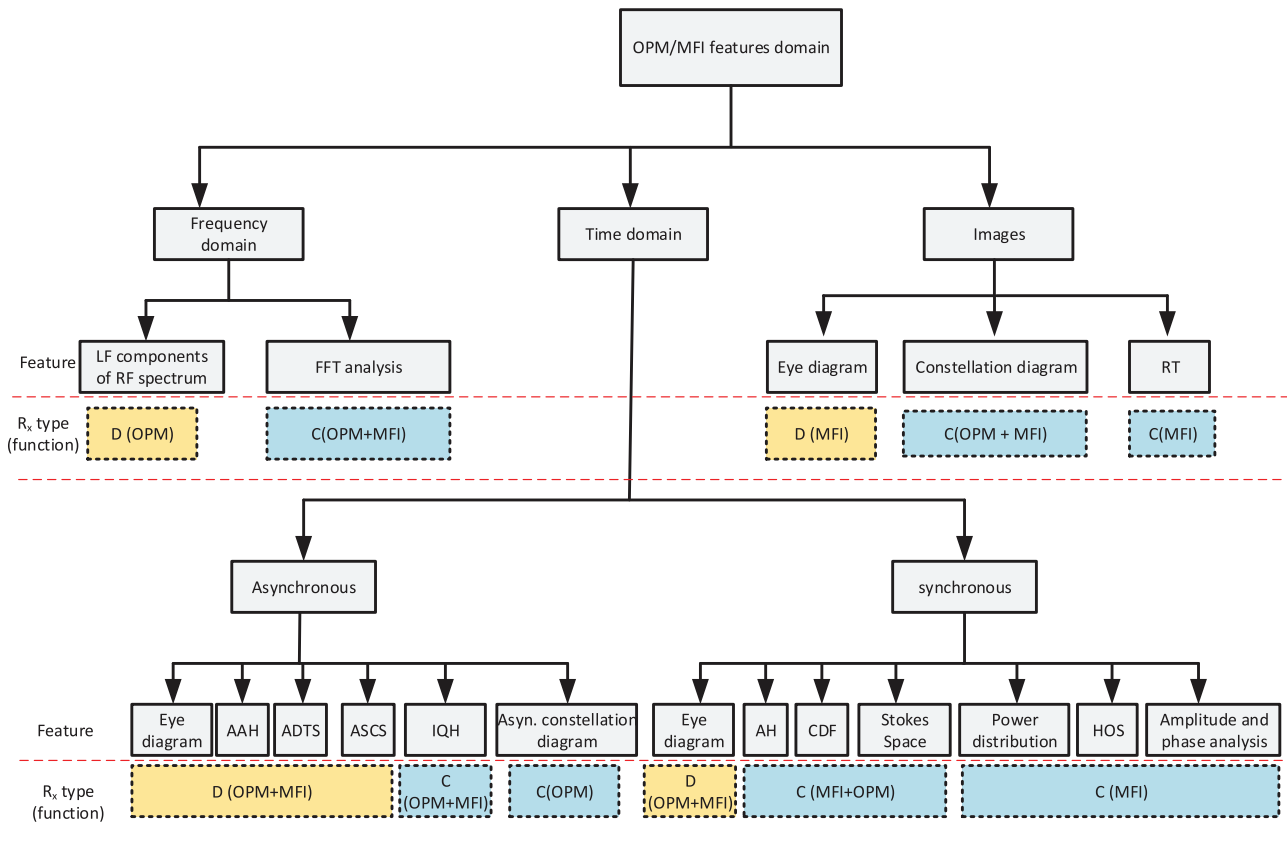 OPM/MFI features domain
Frequency
domain
Time domain
Images
Feature
LF components
of RF spectrum
FFT analysis
Eye diagram
Constellation diagram
RT
Rₓ type
(function)
D (OPM)
C(OPM+MFI)
D (MFI)
C(OPM + MFI)
C(MFI)
Asynchronous
synchronous
Feature
Eye
diagram
AAH
ADTS
ASCS
IQH
Asyn. constellation
diagram
Eye
diagram
AH
CDF
Stokes
Space
Power
distribution
HOS
Amplitude and
phase analysis
Rₓ type
(function)
D (OPM+MFI)
C
(OPM+MFI)
C(OPM)
D
(OPM+MFI)
C (MFI+OPM)
C (MFI)